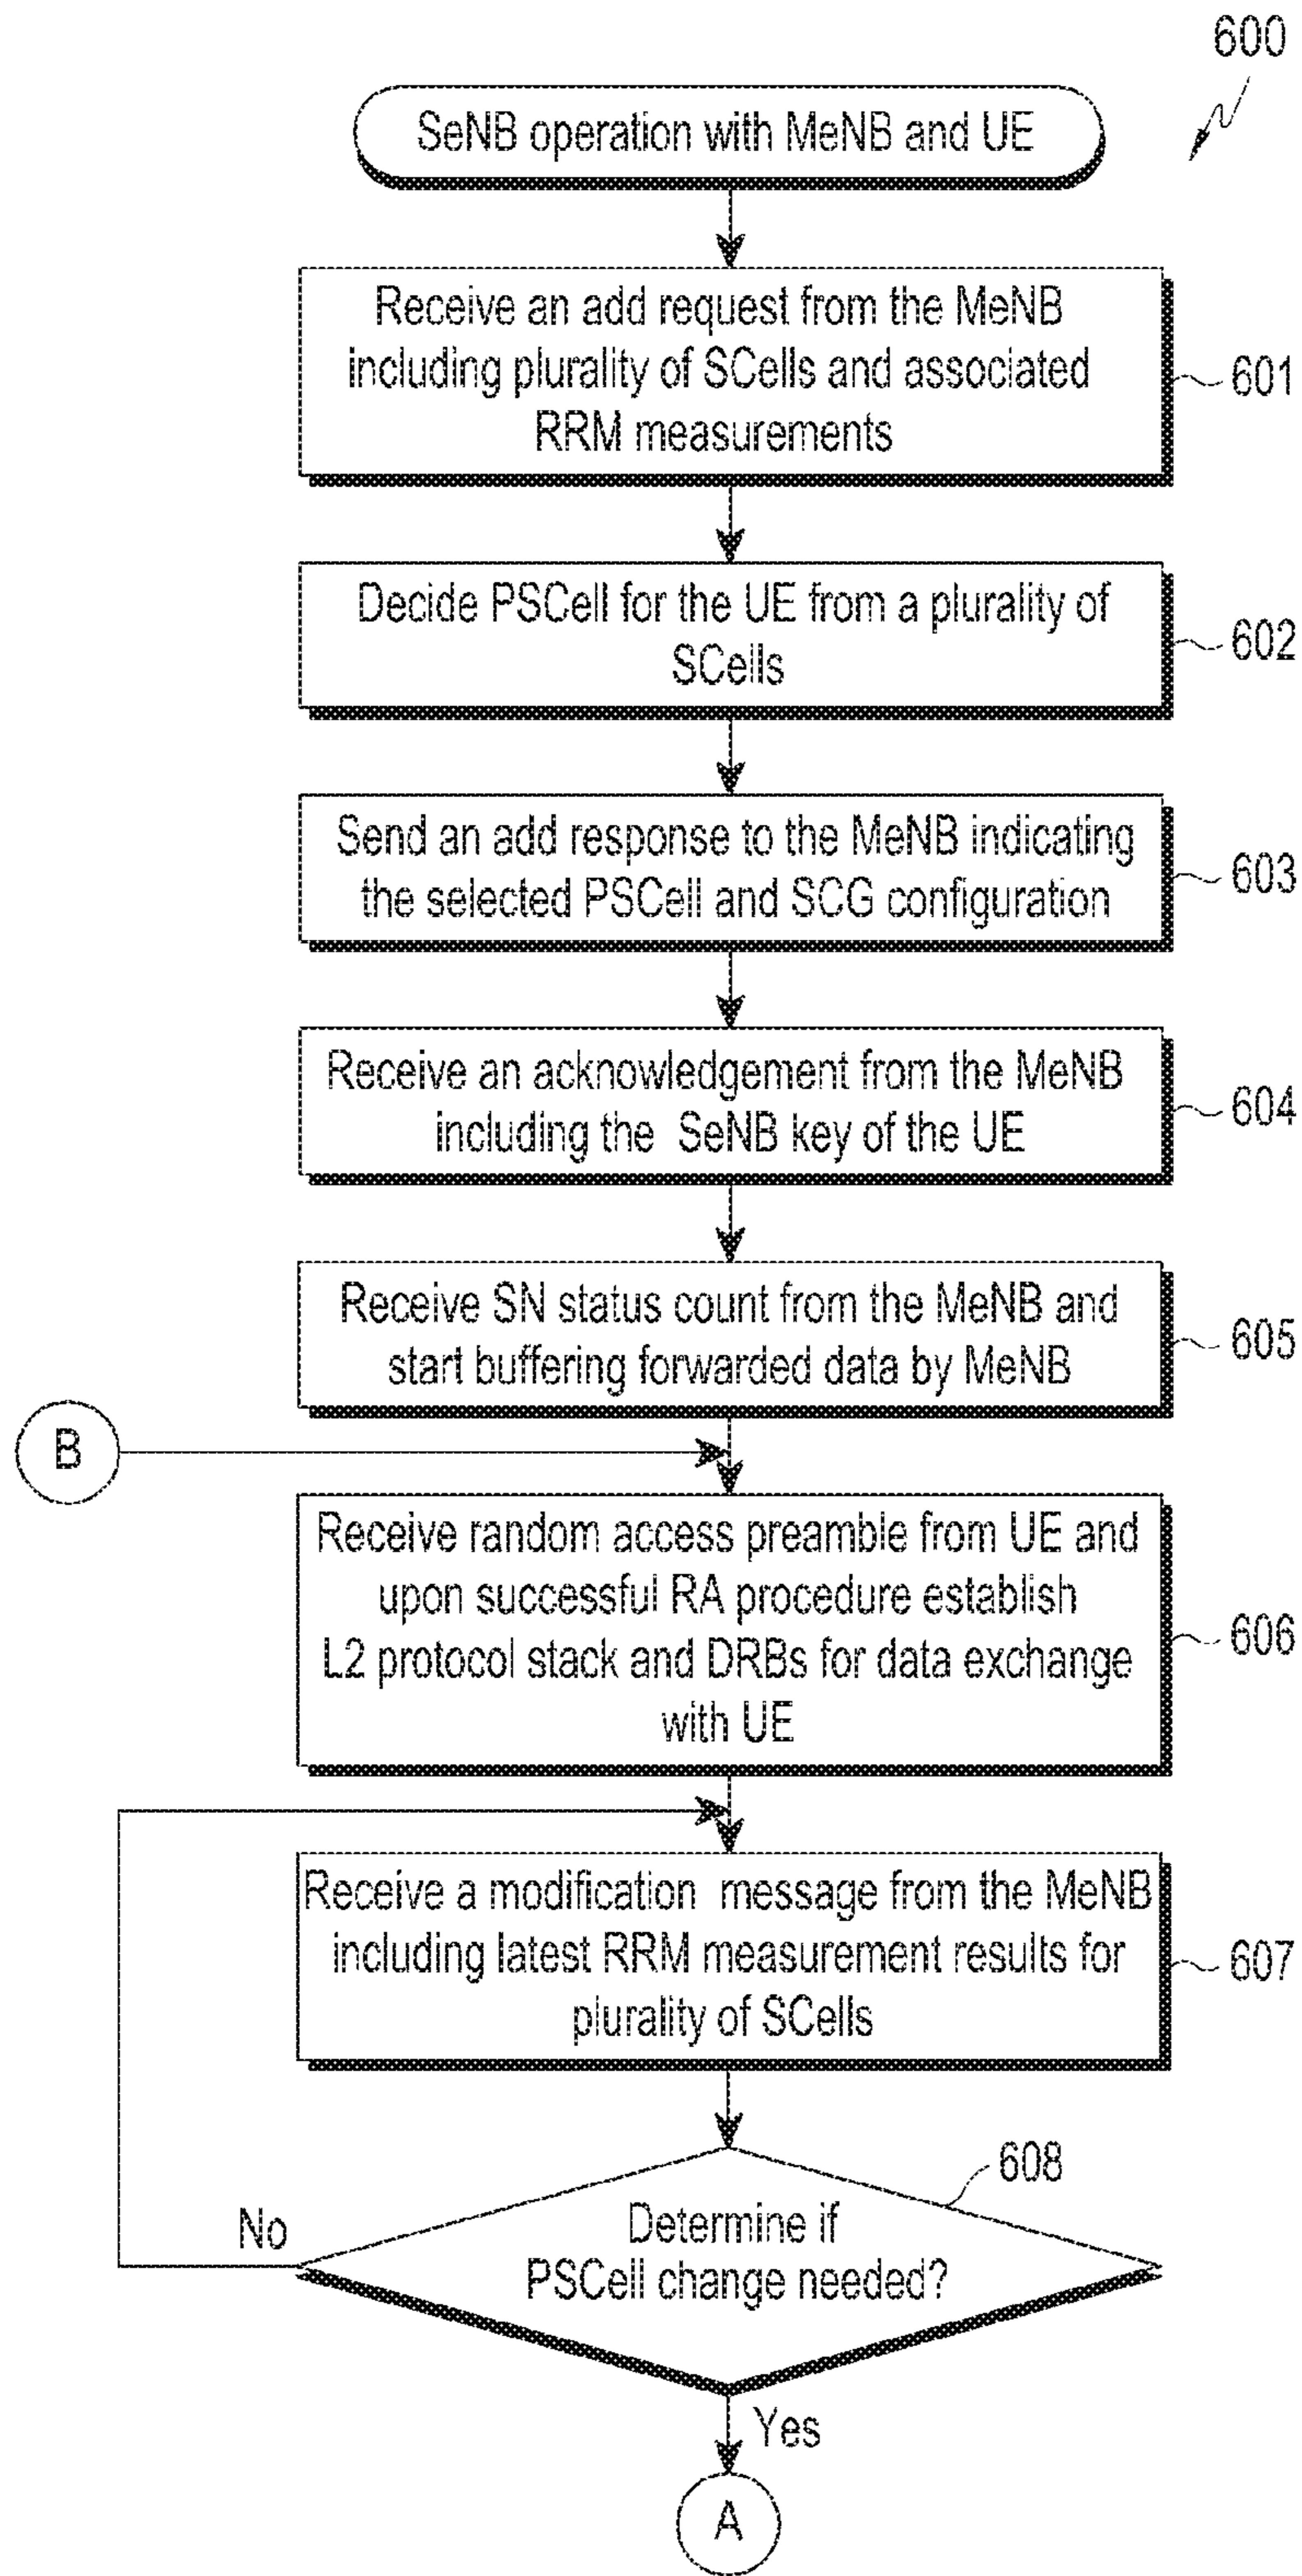 600
SeNB operation with MeNB and UE
Receive an add request from the MeNB
including plurality of SCells and associated
RRM measurements
601
Decide PSCell for the UE from a plurality of
SCells
602
Send an add response to the MeNB indicating
the selected PSCell and SCG configuration
603
Receive an acknowledgement from the MeNB
including the SeNB key of the UE
604
Receive SN status count from the MeNB and
start buffering forwarded data by MeNB
605
B
Receive random access preamble from UE and
upon successful RA procedure establish
L2 protocol stack and DRBs for data exchange
with UE
606
Receive a modification message from the MeNB
including latest RRM measurement results for
plurality of SCells
607
608
No
Determine if
PSCell change needed?
Yes
A